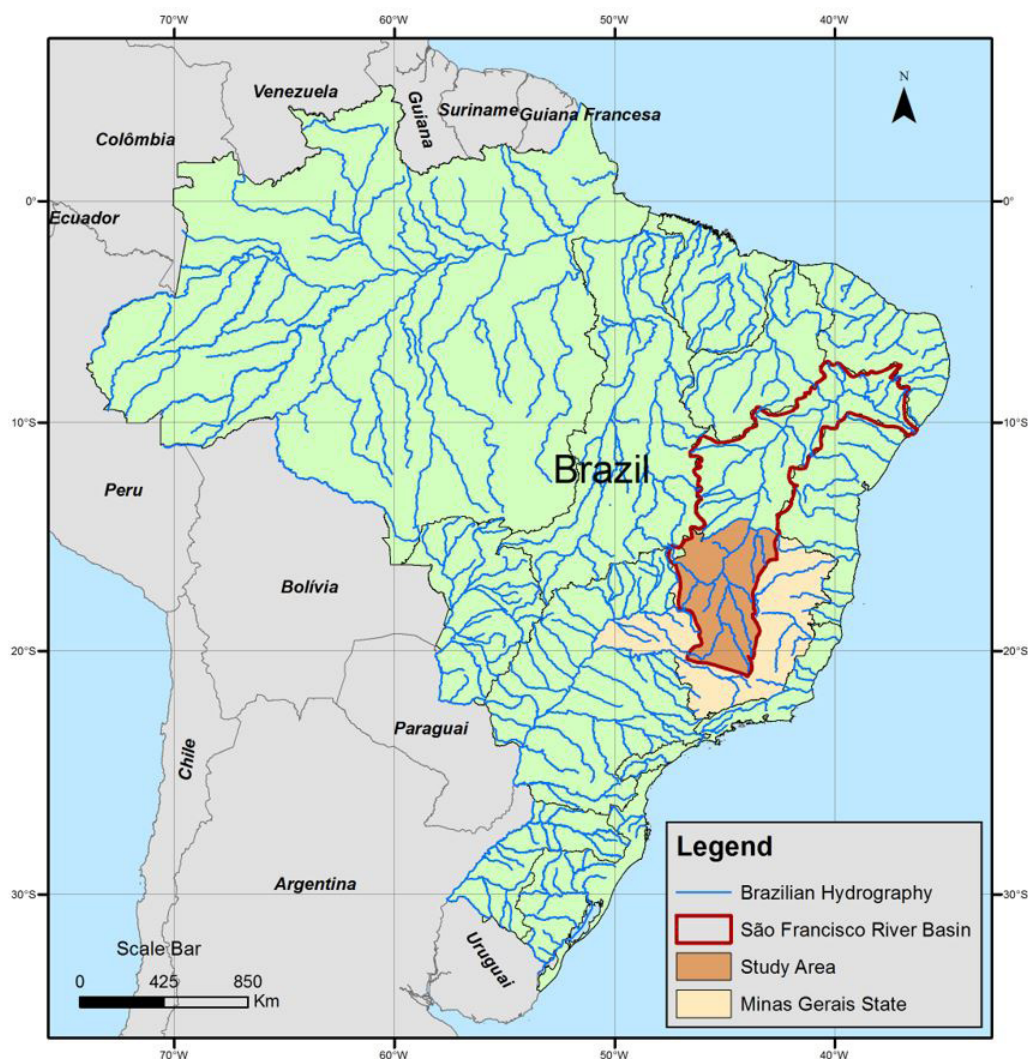 70°W 60°W 50°W 40°W
N
Venezuela
Guiana
Suriname
Guiana Francesa
Colômbia
0° 0°
Ecuador
10°S 10°S
Brazil
Peru
Bolívia
20°S 20°S
Paraguai
Chile
Argentina
30°S 30°S
Uruguai
Scale Bar
0 425 850
Km
Legend
Brazilian Hydrography
São Francisco River Basin
Study Area
Minas Gerais State
70°W 60°W 50°W 40°W